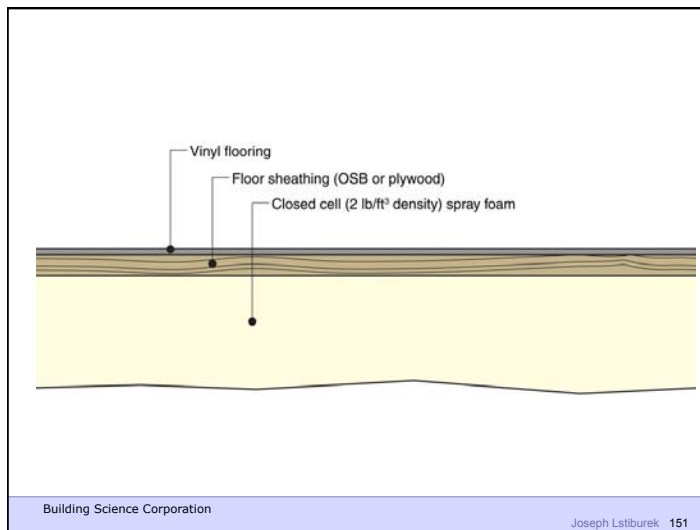 Vinyl flooring
Floor sheathing (OSB or plywood)
Closed cell (2 lb/ft³ density) spray foam
Building Science Corporation
Joseph Lstiburek 151